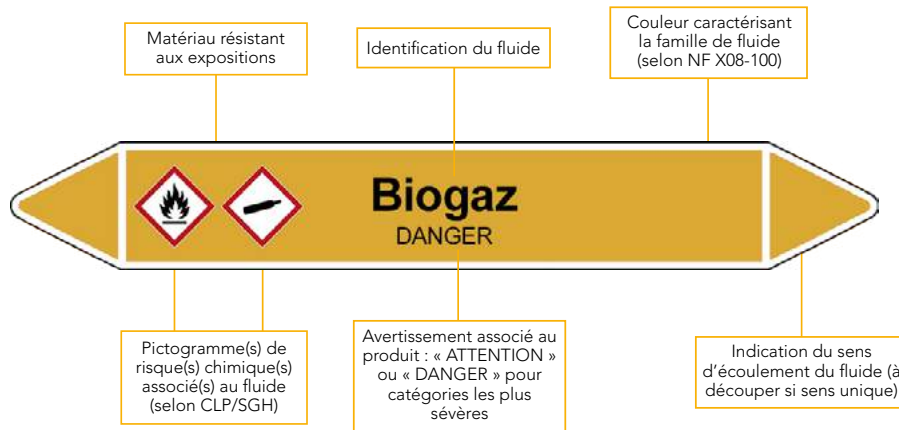 Matériau résistant
aux expositions
Identification du fluide
Couleur caractérisant
la famille de fluide
(selon NF X08-100)
Biogaz
DANGER
Pictogramme(s) de
risque(s) chimique(s)
associé(s) au fluide
(selon CLP/SGH)
Avertissement associé au
produit : « ATTENTION »
ou « DANGER » pour
catégories les plus
sévères
Indication du sens
d'écoulement du fluide (à
découper si sens unique)